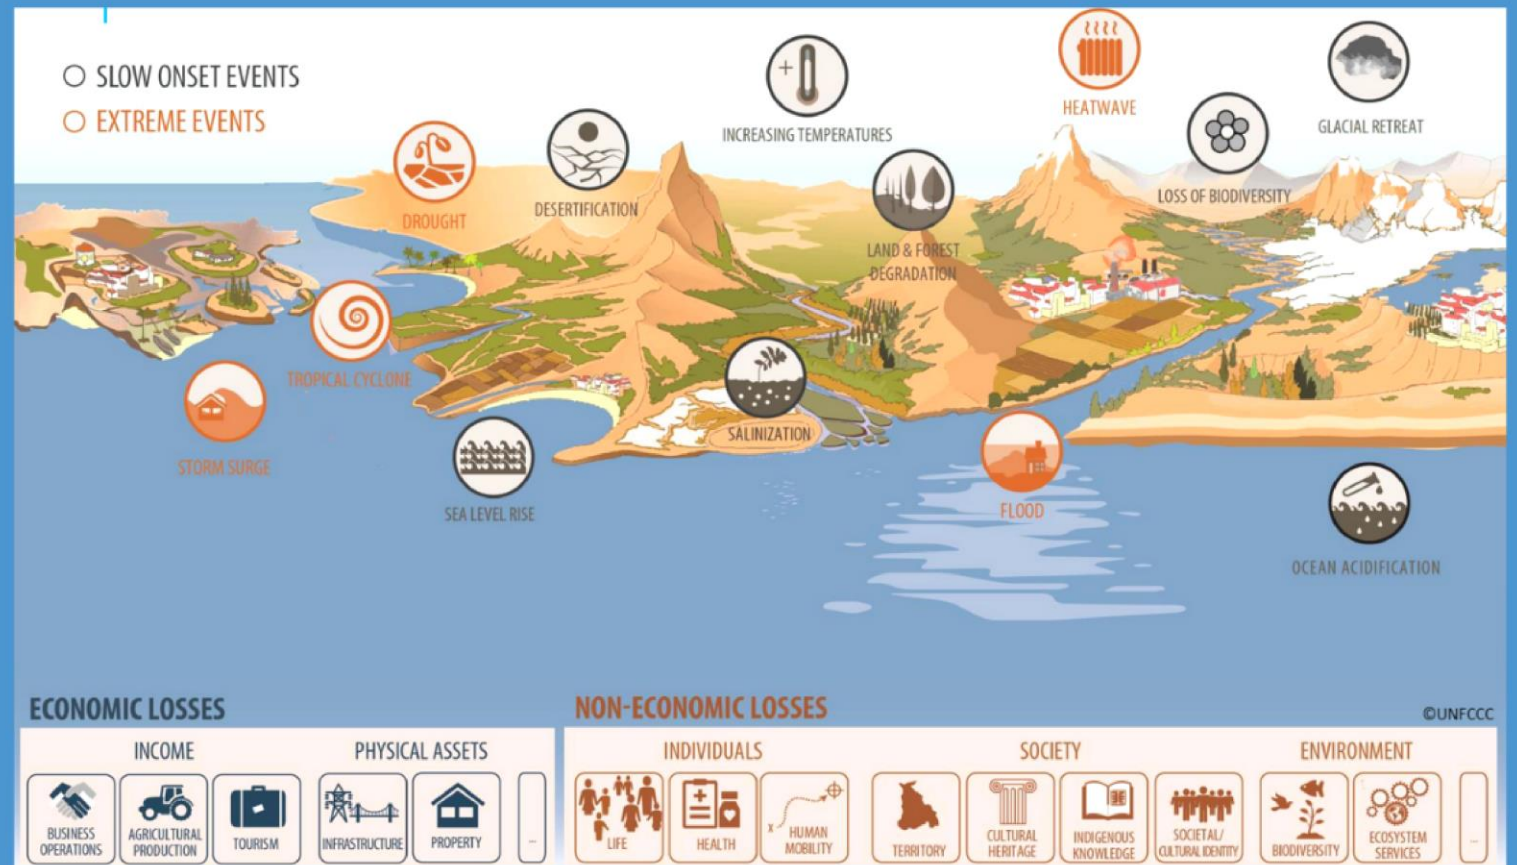 SLOW ONSET EVENTS
EXTREME EVENTS
INCREASING TEMPERATURES
HEATWAVE
GLACIAL RETREAT
DROUGHT
DESERTIFICATION
LAND & FOREST
DEGRADATION
LOSS OF BIODIVERSITY
TROPICAL CYCLONE
STORM SURGE
SEA LEVEL RISE
SALINIZATION
FLOOD
OCEAN ACIDIFICATION
ECONOMIC LOSSES
INCOME
BUSINESS
OPERATIONS
AGRICULTURAL
PRODUCTION
TOURISM
PHYSICAL ASSETS
INFRASTRUCTURE
PROPERTY
...
NON-ECONOMIC LOSSES
©UNFCCC
INDIVIDUALS
LIFE
HEALTH
X
HUMAN
MOBILITY
SOCIETY
TERRITORY
CULTURAL
HERITAGE
INDIGENOUS
KNOWLEDGE
SOCIETAL/
CULTURAL IDENTITY
ENVIRONMENT
BIODIVERSITY
ECOSYSTEM
SERVICES
...